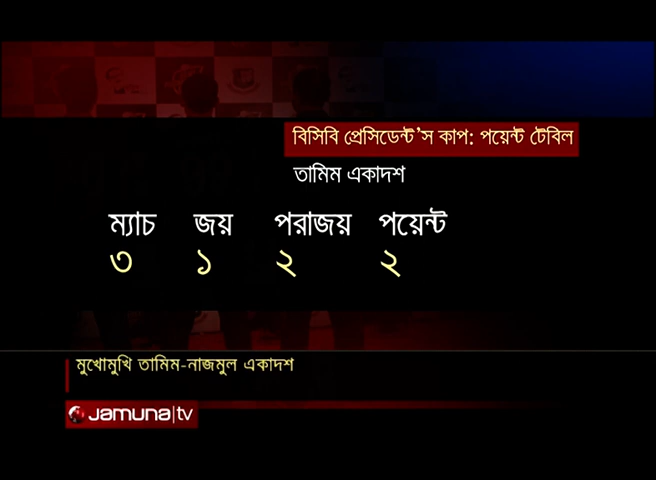 বিসিবি প্রেসিডেন্ট’স কাপ: পয়েন্ট টেবিল
তামিম একাদশ
ম্যাচ জয় পরাজয় পয়েন্ট
৩ ১ ২ ২
মুখোমুখি তামিম-নাজমুল একাদশ
Jamuna|tv